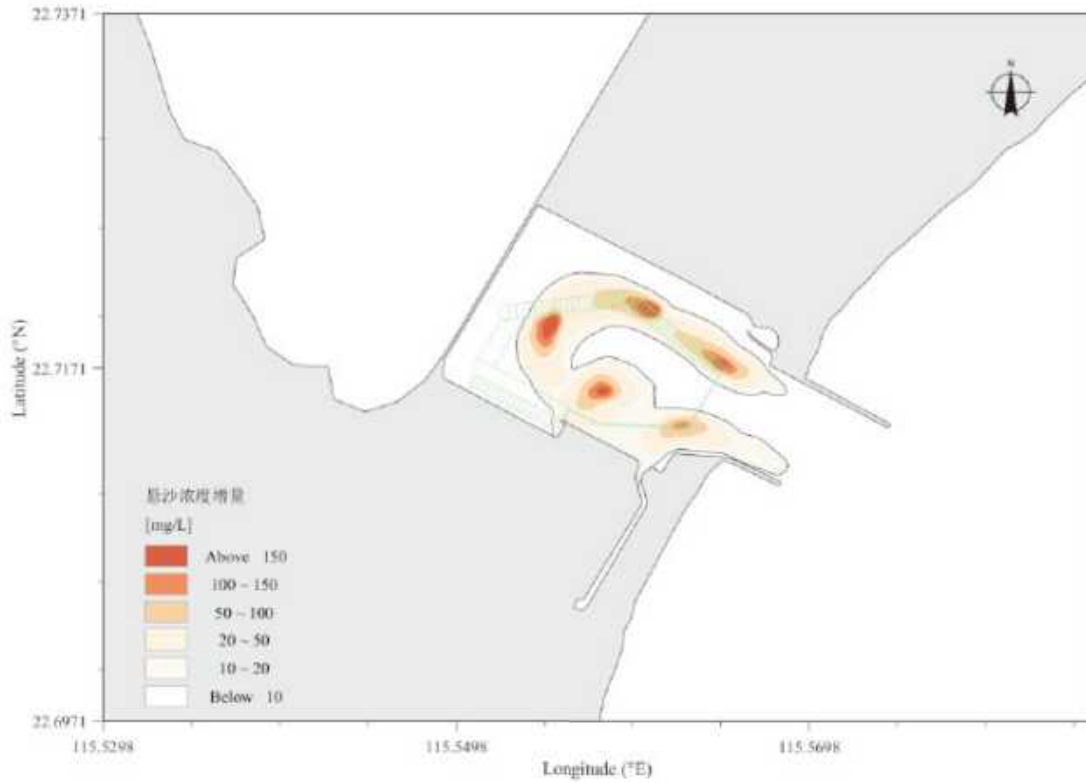 22.7371
N
Latitude (°N)
22.7171
悬沙浓度增量
[mg/L]
Above 150
100 ~ 150
50 ~ 100
20 ~ 50
10 ~ 20
Below 10
22.6971
115.5298
115.5498
115.5698
Longitude (°E)